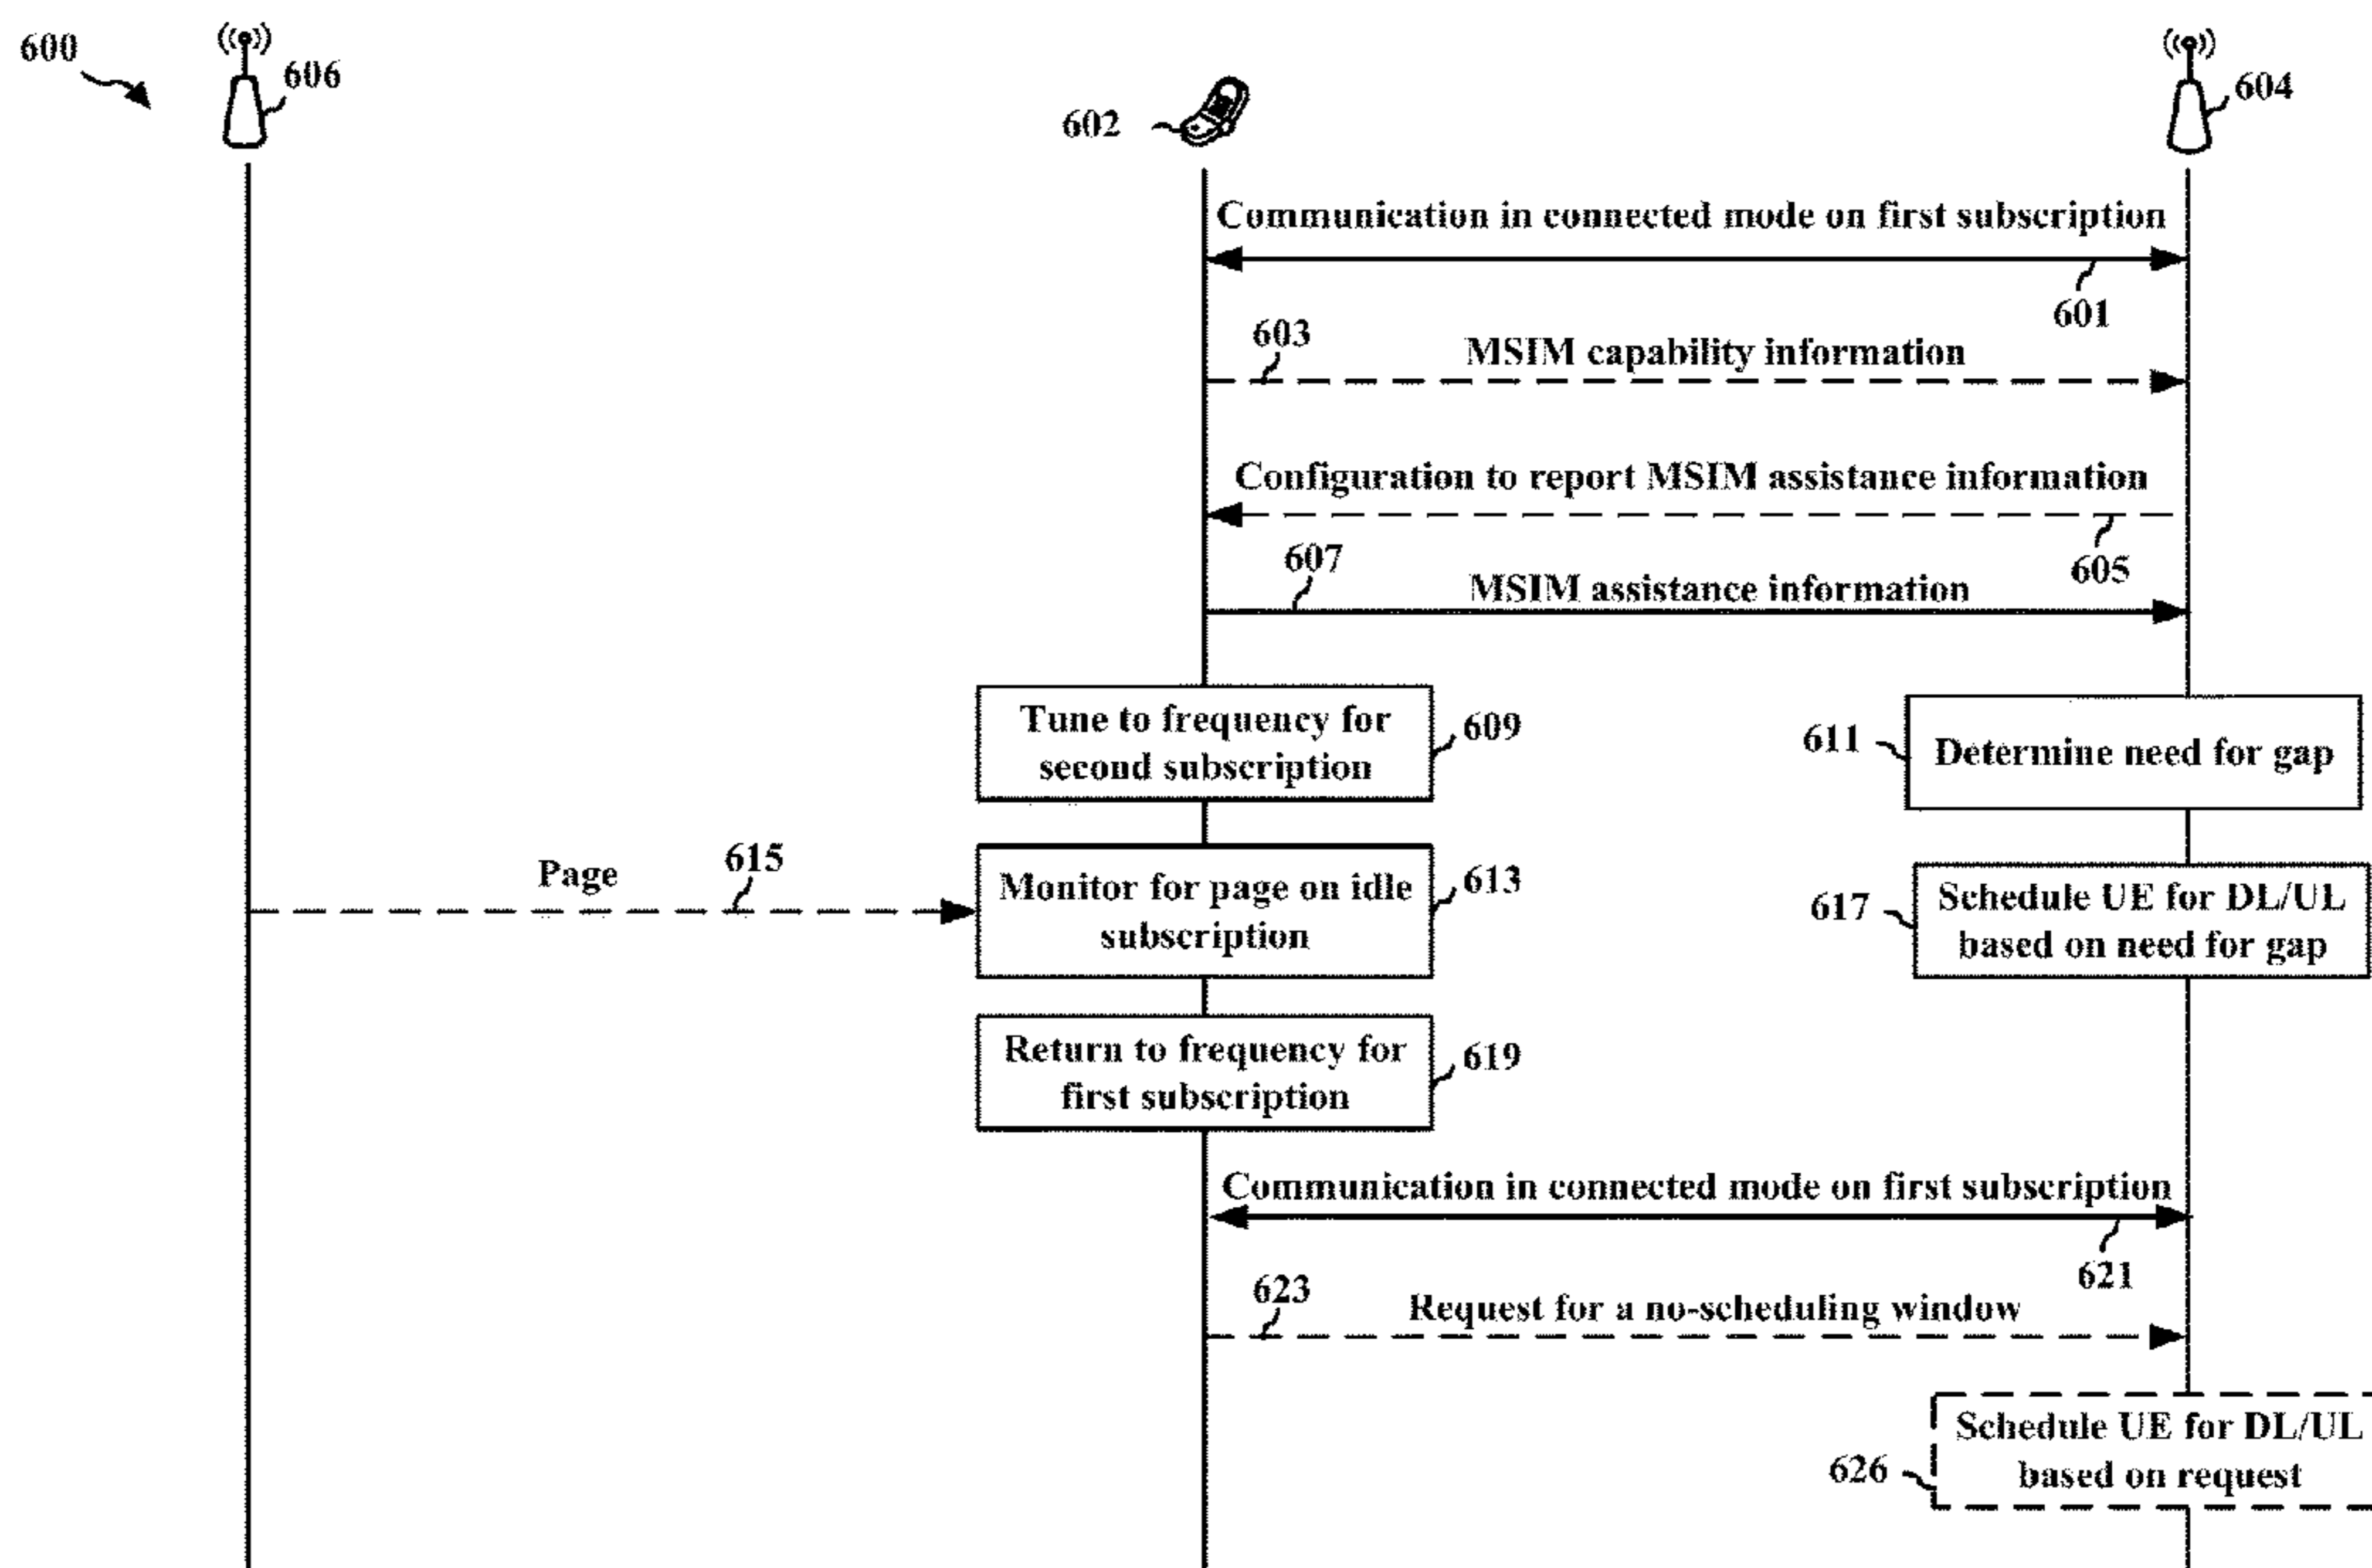 600
606
602
604
Communication in connected mode on first subscription
601
603
MSIM capability information
Configuration to report MSIM assistance information
605
607
MSIM assistance information
Tune to frequency for
second subscription
609
611
Determine need for gap
Page
615
Monitor for page on idle
subscription
613
617
Schedule UE for DL/UL
based on need for gap
Return to frequency for
first subscription
619
Communication in connected mode on first subscription
621
623
Request for a no-scheduling window
Schedule UE for DL/UL
based on request
626